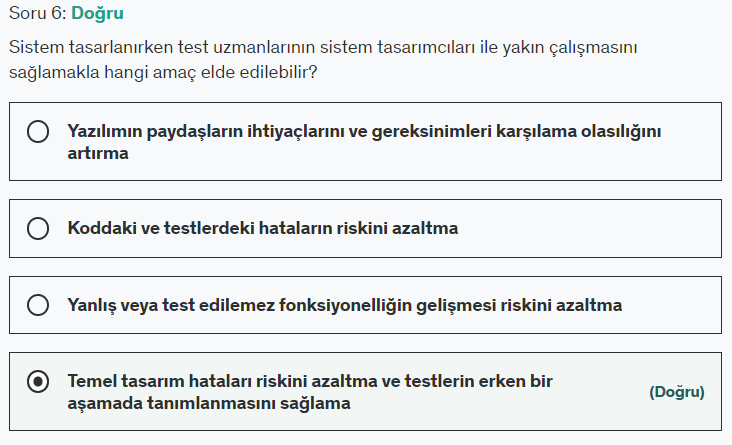 Soru 6: Doğru
Sistem tasarlanırken test uzmanlarının sistem tasarımcıları ile yakın çalışmasını
sağlamakla hangi amaç elde edilebilir?
Yazılımın paydaşların ihtiyaçlarını ve gereksinimleri karşılama olasılığını
artırma
Koddaki ve testlerdeki hataların riskini azaltma
Yanlış veya test edilemez fonksiyonelliğin gelişmesi riskini azaltma
Temel tasarım hataları riskini azaltma ve testlerin erken bir
aşamada tanımlanmasını sağlama
(Doğru)